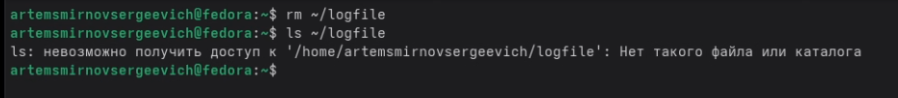 artemsmirnovsergeevich@fedora:~$ rm ~/logfile
artemsmirnovsergeevich@fedora:~$ ls ~/logfile
ls: невозможно получить доступ к '/home/artemsmirnovsergeevich/logfile': Нет такого файла или каталога
artemsmirnovsergeevich@fedora:~$